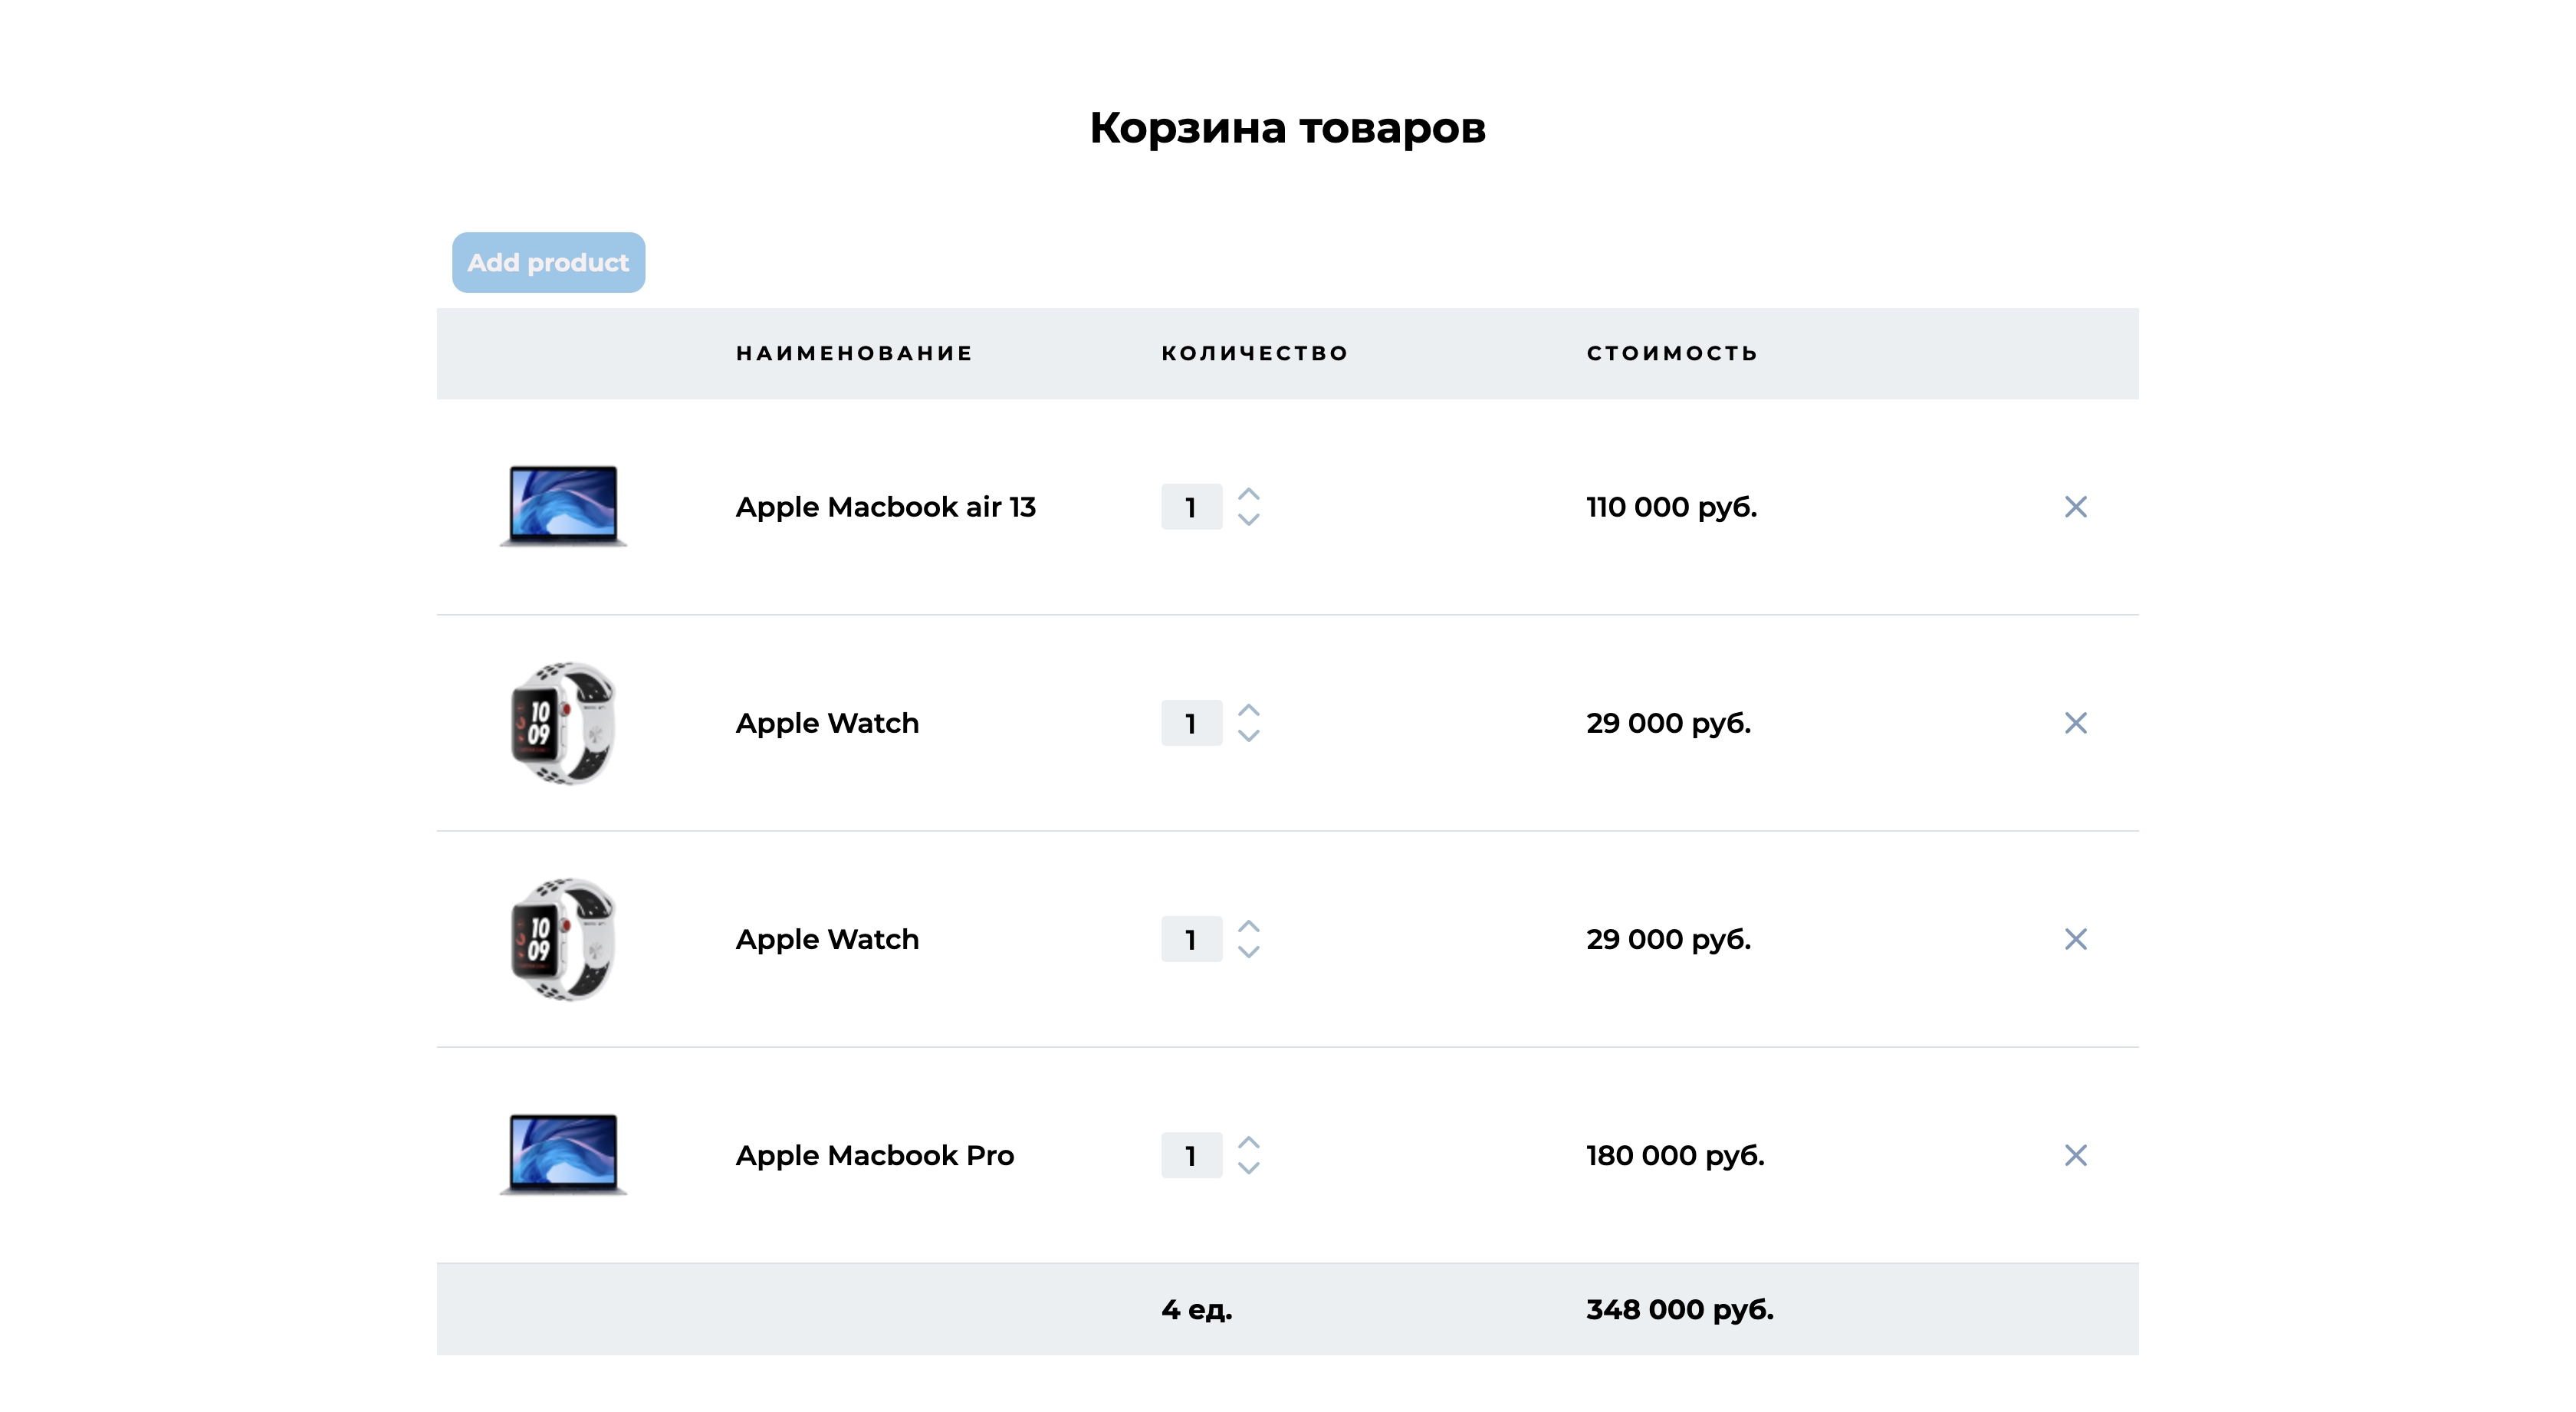 Корзина товаров
Add product
НАИМЕНОВАНИЕ КОЛИЧЕСТВО СТОИМОСТЬ
Apple Macbook air 13 1 110 000 руб.
10
09
Apple Watch 1 29 000 руб.
10
09
Apple Watch 1 29 000 руб.
Apple Macbook Pro 1 180 000 руб.
4 ед. 348 000 руб.